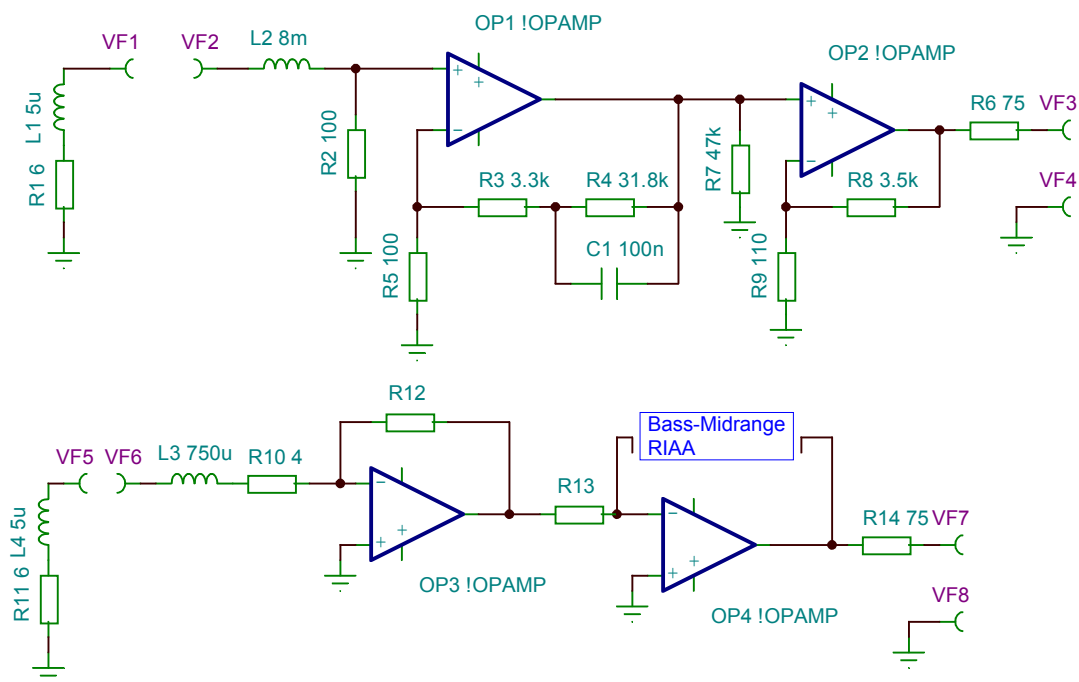 OP1 !OPAMP
VF1
VF2
L2 8m
OP2 !OPAMP
R6 75
VF3
L1 5u
R1 6
R2 100
R3 3.3k
R4 31.8k
R7 47k
R8 3.5k
VF4
C1 100n
R5 100
R9 110
R12
Bass-Midrange
RIAA
VF5
VF6
L3 750u
R10 4
R13
R14 75
VF7
L4 5u
R11 6
OP3 !OPAMP
OP4 !OPAMP
VF8